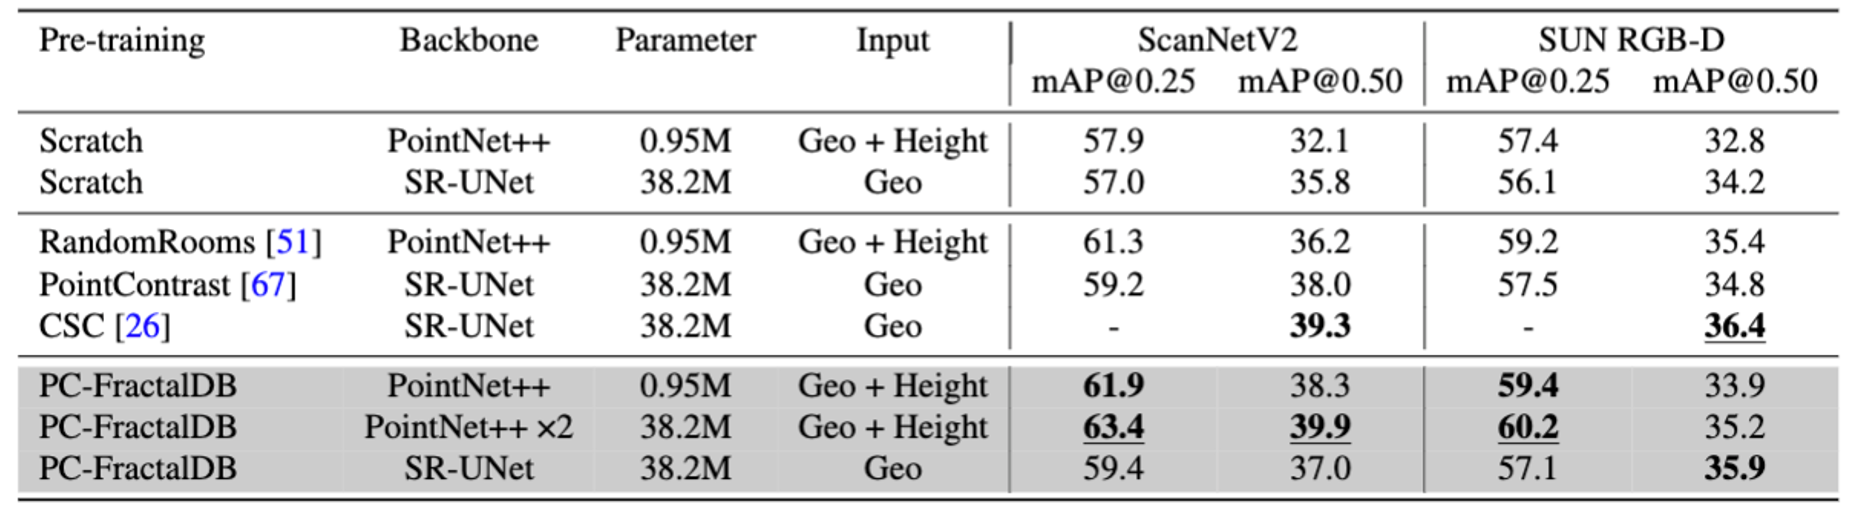 Pre-training Backbone Parameter Input ScanNetV2 SUN RGB-D
mAP@0.25 mAP@0.50 mAP@0.25 mAP@0.50
Scratch PointNet++ 0.95M Geo + Height 57.9 32.1 57.4 32.8
Scratch SR-UNet 38.2M Geo 57.0 35.8 56.1 34.2
RandomRooms [51] PointNet++ 0.95M Geo + Height 61.3 36.2 59.2 35.4
PointContrast [67] SR-UNet 38.2M Geo 59.2 38.0 57.5 34.8
CSC [26] SR-UNet 38.2M Geo - 39.3 - 36.4
PC-FractalDB PointNet++ 0.95M Geo + Height 61.9 38.3 59.4 33.9
PC-FractalDB PointNet++ ×2 38.2M Geo + Height 63.4 39.9 60.2 35.2
PC-FractalDB SR-UNet 38.2M Geo 59.4 37.0 57.1 35.9